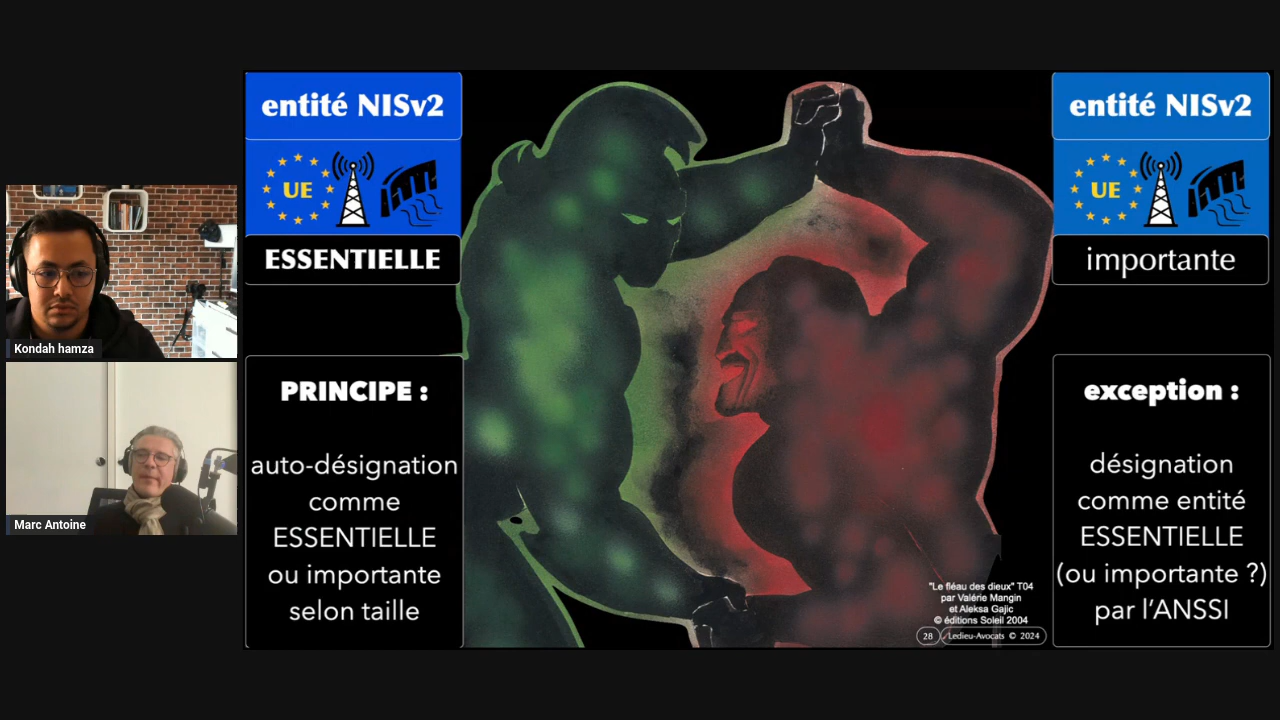 Kondah hamza
Marc Antoine
entité NISv2
UE
ESSENTIELLE
PRINCIPE :
auto-désignation
comme
ESSENTIELLE
ou importante
selon taille
"Le fléau des dieux" T04
par Valérie Mangin
et Aleksa Gajic
© éditions Soleil 2004
28
Ledieu-Avocats © 2024
entité NISv2
UE
importante
exception :
désignation
comme entité
ESSENTIELLE
(ou importante ?)
par l'ANSSI